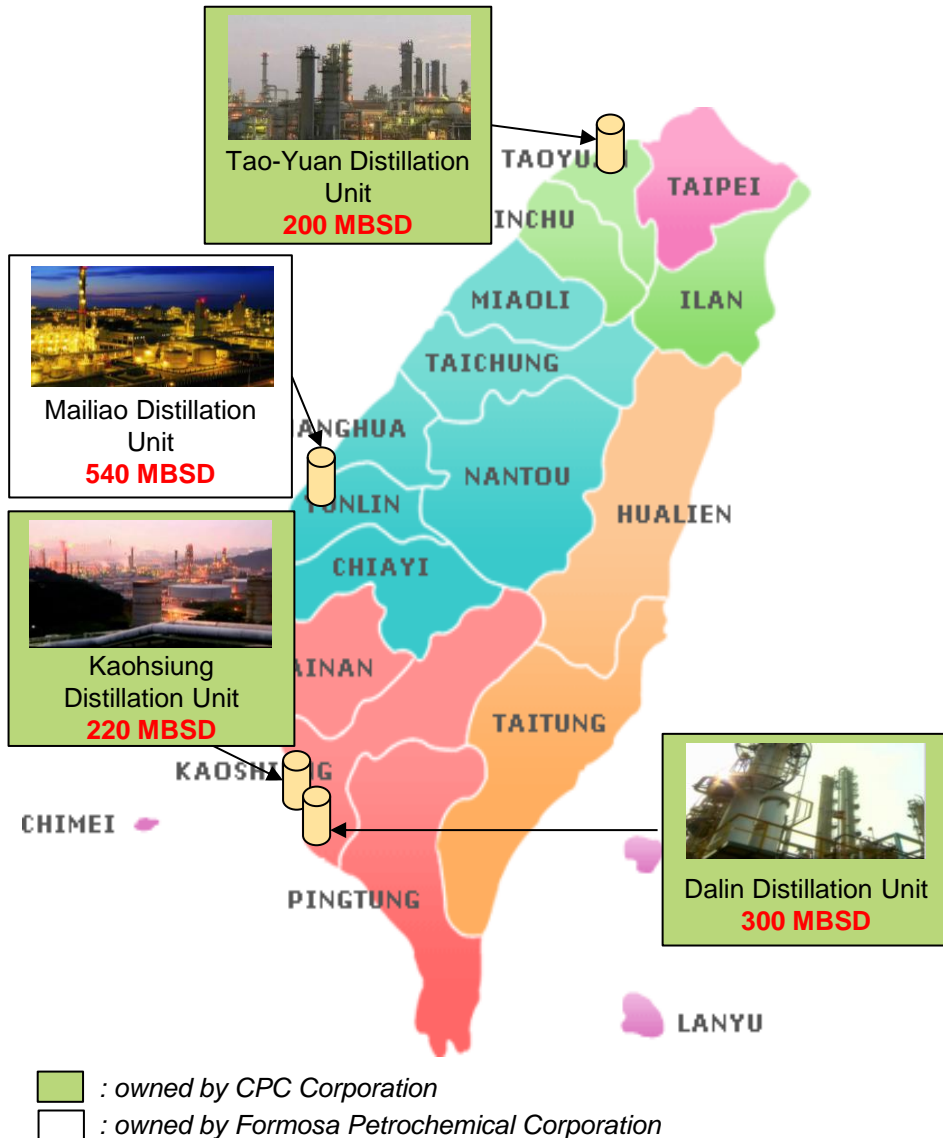 Tao-Yuan Distillation
Unit
200 MBSD
TAOYUAN
TAIPEI
INCHU
MIAOLI
ILAN
TAICHUNG
Mailiao Distillation
Unit
540 MBSD
ANGHUA
NANTOU
YUNLIN
HUALIEN
CHIAYI
Kaohsiung
Distillation Unit
220 MBSD
AINAN
TAITUNG
KAOSHIUNG
CHIMEI
PINGTUNG
Dalin Distillation Unit
300 MBSD
LANYU
: owned by CPC Corporation
: owned by Formosa Petrochemical Corporation